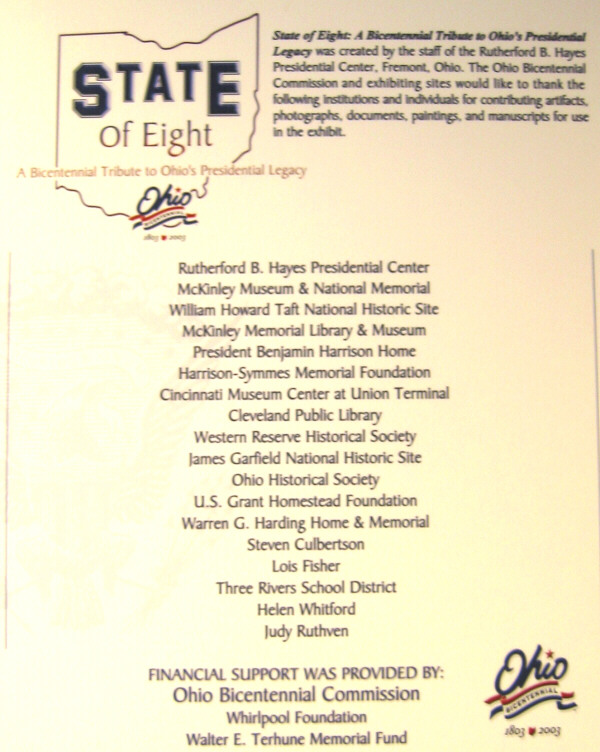 STATE
Of Eight
A Bicentennial Tribute to Ohio's Presidential Legacy
Ohio
BICENTENNIAL
1803 2003
State of Eight: A Bicentennial Tribute to Ohio's Presidential
Legacy was created by the staff of the Rutherford B. Hayes
Presidential Center, Fremont, Ohio. The Ohio Bicentennial
Commission and exhibiting sites would like to thank the
following institutions and individuals for contributing artifacts,
photographs, documents, paintings, and manuscripts for use
in the exhibit.
Rutherford B. Hayes Presidential Center
McKinley Museum & National Memorial
William Howard Taft National Historic Site
McKinley Memorial Library & Museum
President Benjamin Harrison Home
Harrison-Symmes Memorial Foundation
Cincinnati Museum Center at Union Terminal
Cleveland Public Library
Western Reserve Historical Society
James Garfield National Historic Site
Ohio Historical Society
U.S. Grant Homestead Foundation
Warren G. Harding Home & Memorial
Steven Culbertson
Lois Fisher
Three Rivers School District
Helen Whitford
Judy Ruthven
FINANCIAL SUPPORT WAS PROVIDED BY:
Ohio Bicentennial Commission
Whirlpool Foundation
Walter E. Terhune Memorial Fund
Ohio
BICENTENNIAL
1803 2003